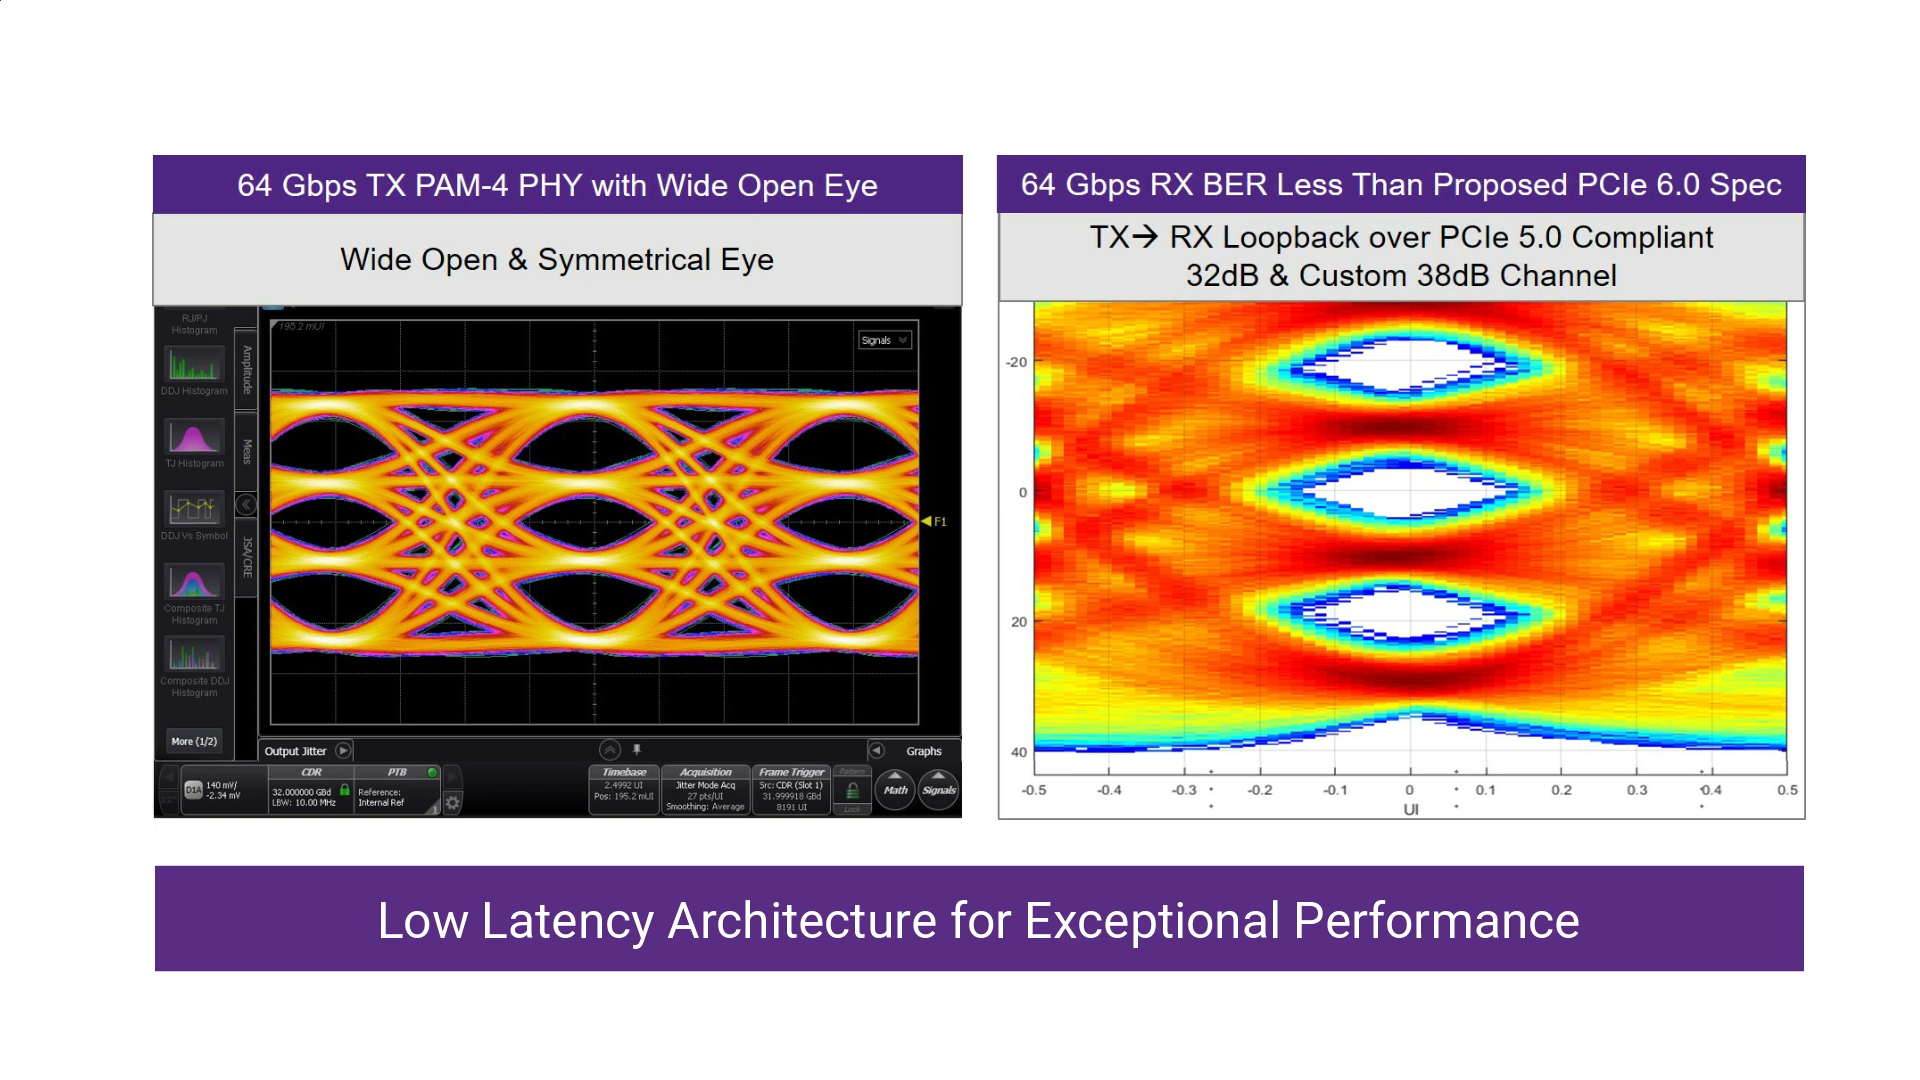 64 Gbps TX PAM-4 PHY with Wide Open Eye
Wide Open & Symmetrical Eye
RJ/PJ
Histogram
DDJ Histogram
TJ Histogram
DDJ Vs Symbol
Composite TJ
Histogram
Composite DDJ
Histogram
More (1/2)
Amplitude
Meas
JSA/CRE
195.2 mUI
Signals
F1
Output Jitter
Graphs
D1A
140 mV/
-2.34 mV
CDR
32.000000 GBd
LBW: 10.00 MHz
PTB
Reference:
Internal Ref
1
Timebase
2.4992 UI
Pos: 195.2 mUI
Acquisition
Jitter Mode Acq
27 pts/UI
Smoothing: Average
Frame Trigger
Src: CDR (Slot 1)
31.999918 GBd
8191 UI
Pattern
Lock
Math
Signals
64 Gbps RX BER Less Than Proposed PCIe 6.0 Spec
TX→ RX Loopback over PCIe 5.0 Compliant
32dB & Custom 38dB Channel
-20
0
20
40
-0.5 -0.4 -0.3 -0.2 -0.1 0 0.1 0.2 0.3 0.4 0.5
UI
Low Latency Architecture for Exceptional Performance